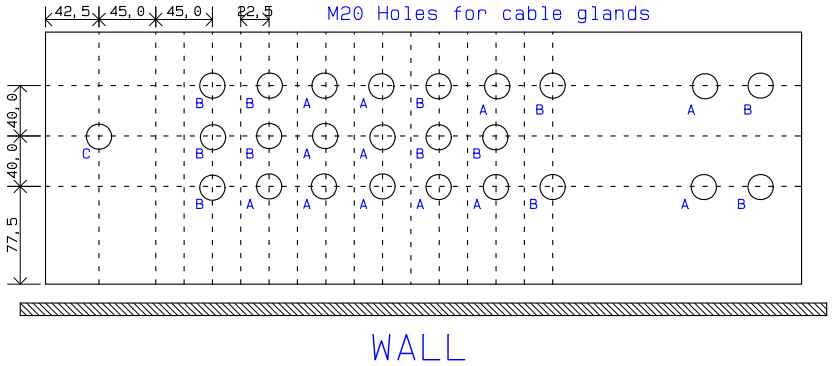 42,5 45,0 45,0 22,5 M20 Holes for cable glands
B B A A B A B A B
40,0
C B B A A B B
40,0
B A A A A A B A B
77,5
WALL